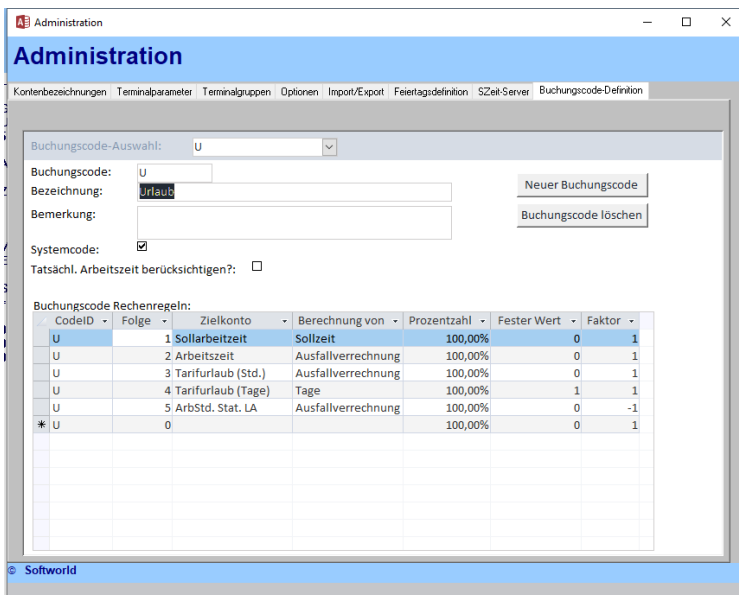 Administration
Administration
Kontenbezeichnungen Terminalparameter Terminalgruppen Optionen Import/Export Feiertagsdefinition SZeit-Server Buchungscode-Definition
Buchungscode-Auswahl: U
Buchungscode: U
Bezeichnung: Urlaub
Neuer Buchungscode
Bemerkung:
Buchungscode löschen
Systemcode:
Tatsächl. Arbeitszeit berücksichtigen?:
Buchungscode Rechenregeln:
CodeID Folge Zielkonto Berechnung von Prozentzahl Fester Wert Faktor
U 1 Sollarbeitzeit Sollzeit 100,00% 0 1
U 2 Arbeitszeit Ausfallverrechnung 100,00% 0 1
U 3 Tarifurlaub (Std.) Ausfallverrechnung 100,00% 0 1
U 4 Tarifurlaub (Tage) Tage 100,00% 1 1
U 5 ArbStd. Stat. LA Ausfallverrechnung 100,00% 0 -1
* U 0 100,00% 0 1
© Softworld